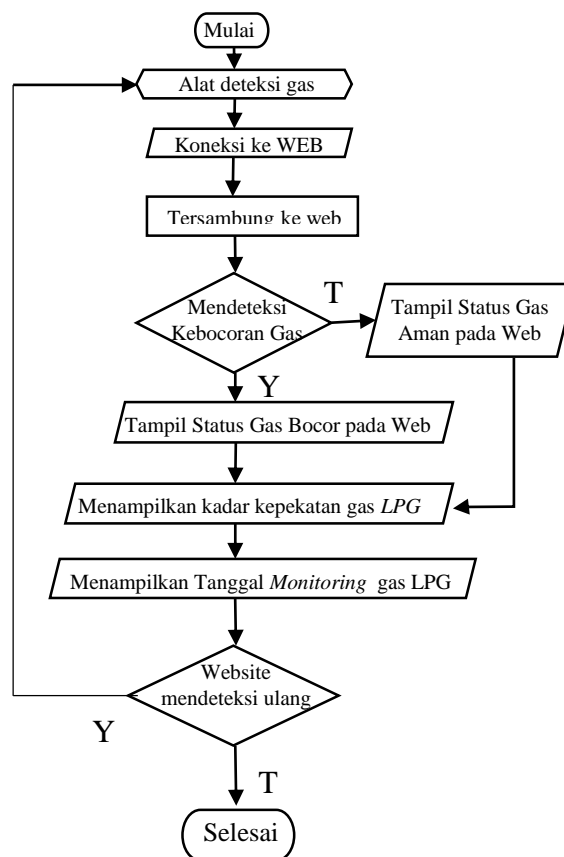 Mulai
Alat deteksi gas
Koneksi ke WEB
Tersambung ke web
Mendeteksi
Kebocoran Gas
T
Tampil Status Gas
Aman pada Web
Y
Tampil Status Gas Bocor pada Web
Menampilkan kadar kepekatan gas LPG
Menampilkan Tanggal Monitoring gas LPG
Website
mendeteksi ulang
Y
T
Selesai